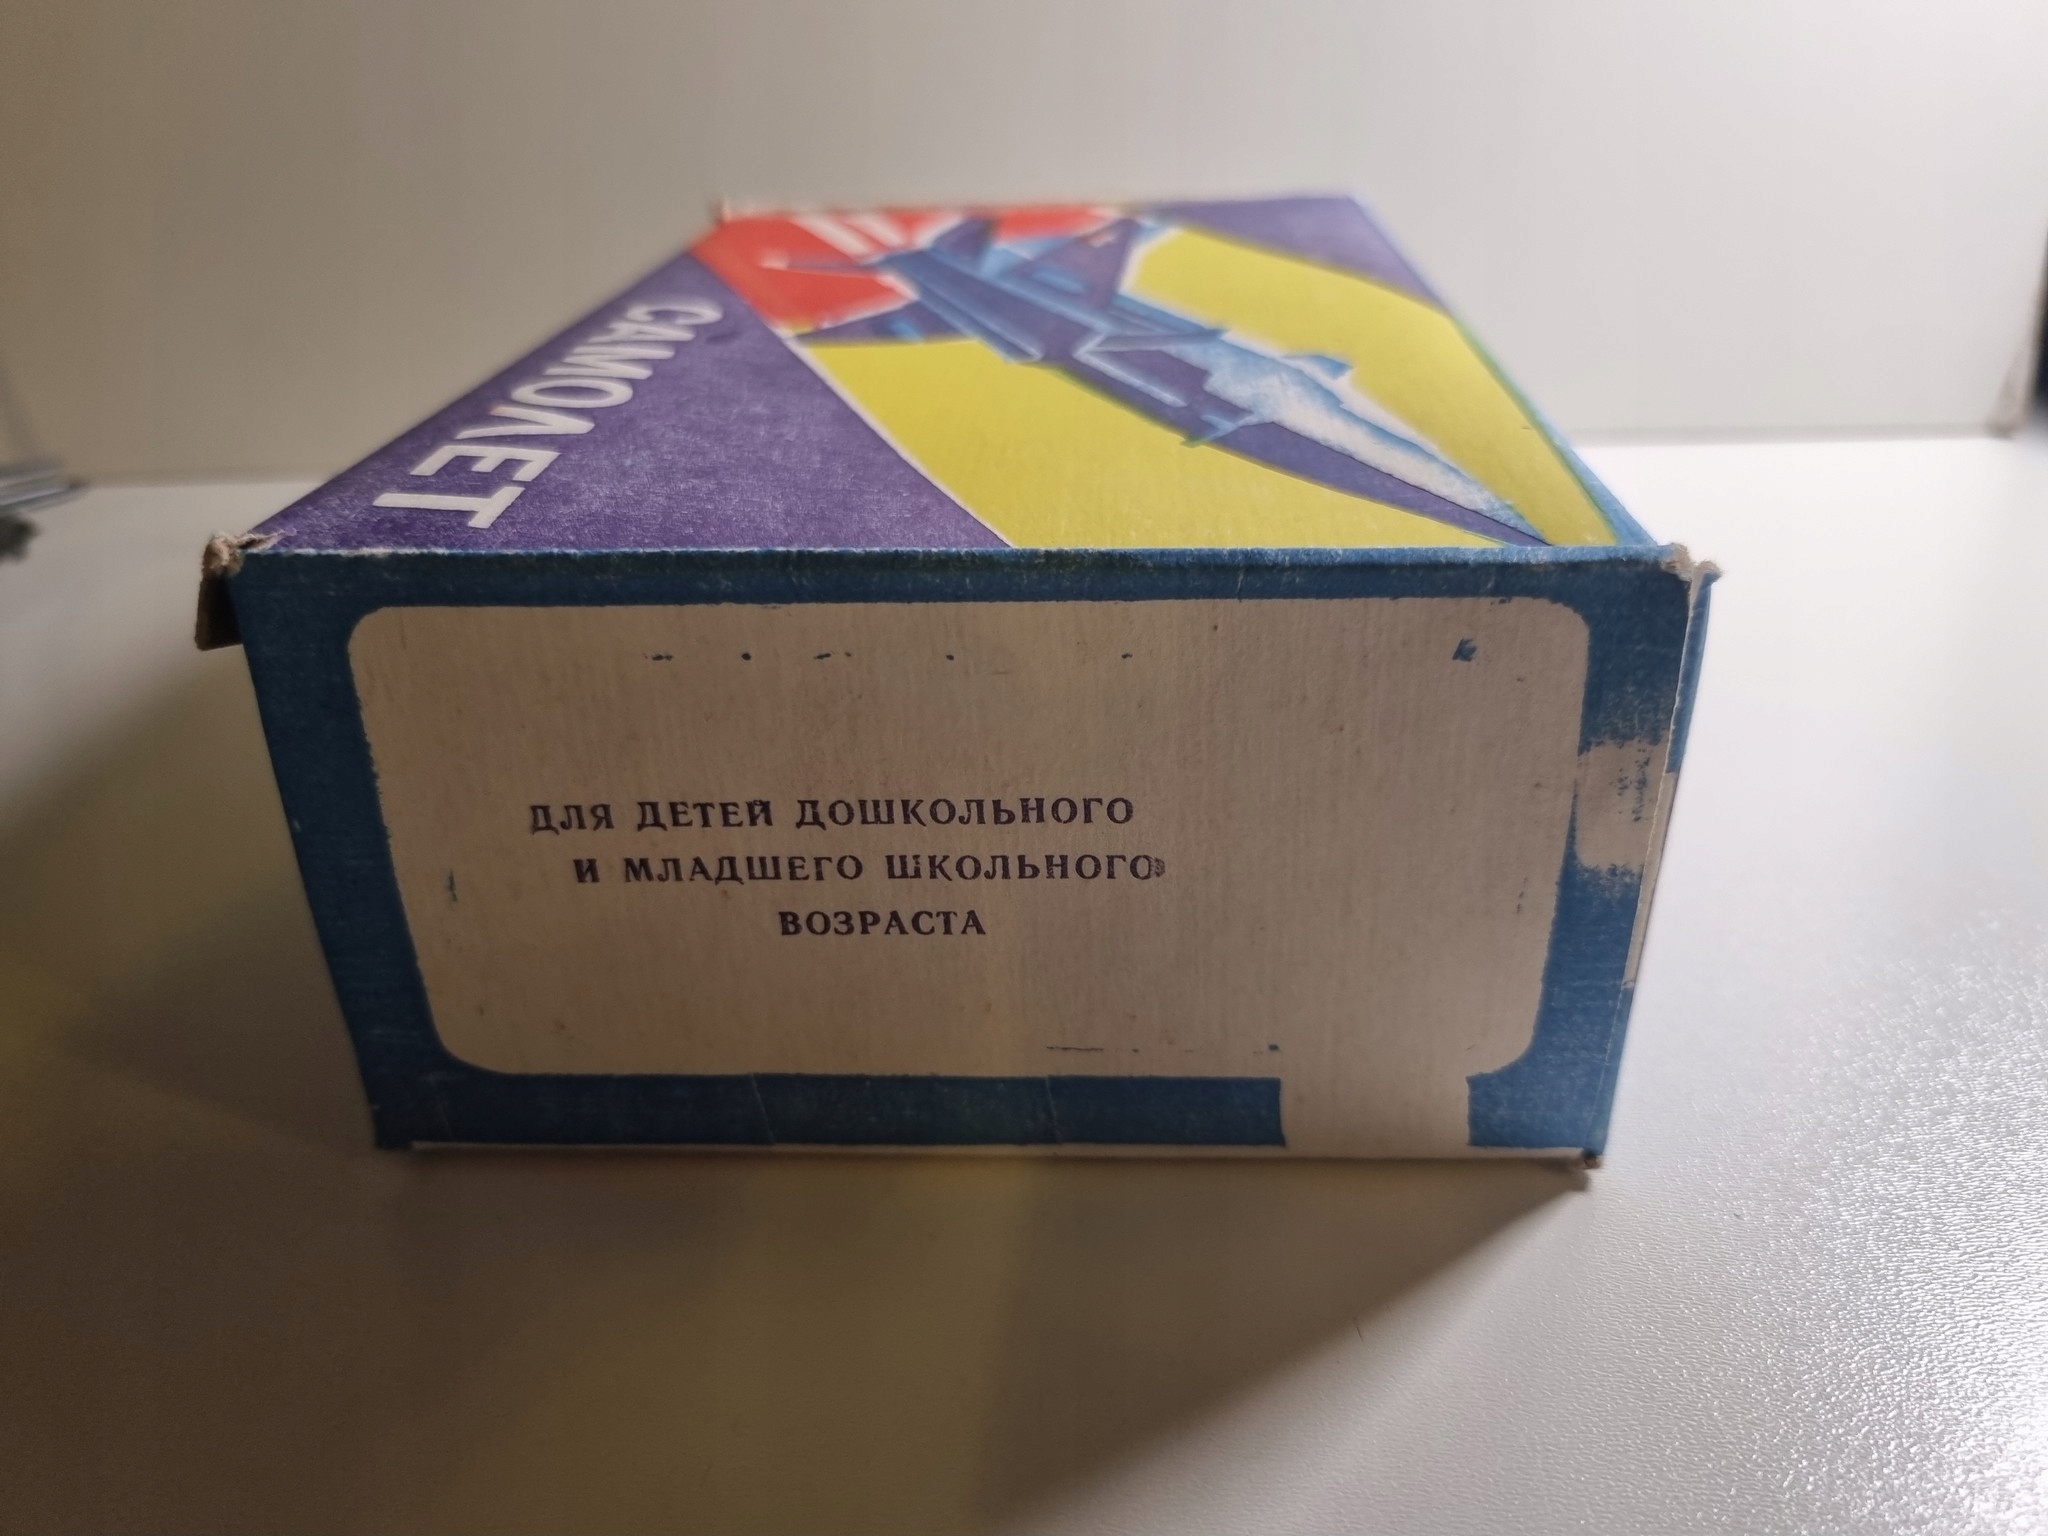 САМОЛЕТ
ДЛЯ ДЕТЕЙ ДОШКОЛЬНОГО
И МЛАДШЕГО ШКОЛЬНОГО
ВОЗРАСТА